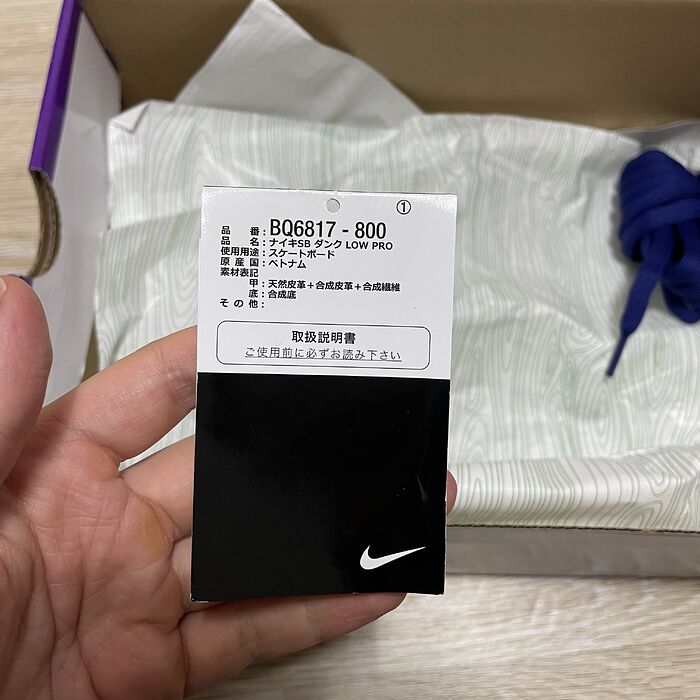 ①
品 番 : BQ6817 - 800
品 名 : ナイキSB ダンク LOW PRO
使用用途 : スケートボード
原 産 国 : ベトナム
素材表記
甲 : 天然皮革＋合成皮革＋合成繊維
底 : 合成底
そ の 他 :
取扱説明書
ご使用前に必ずお読み下さい